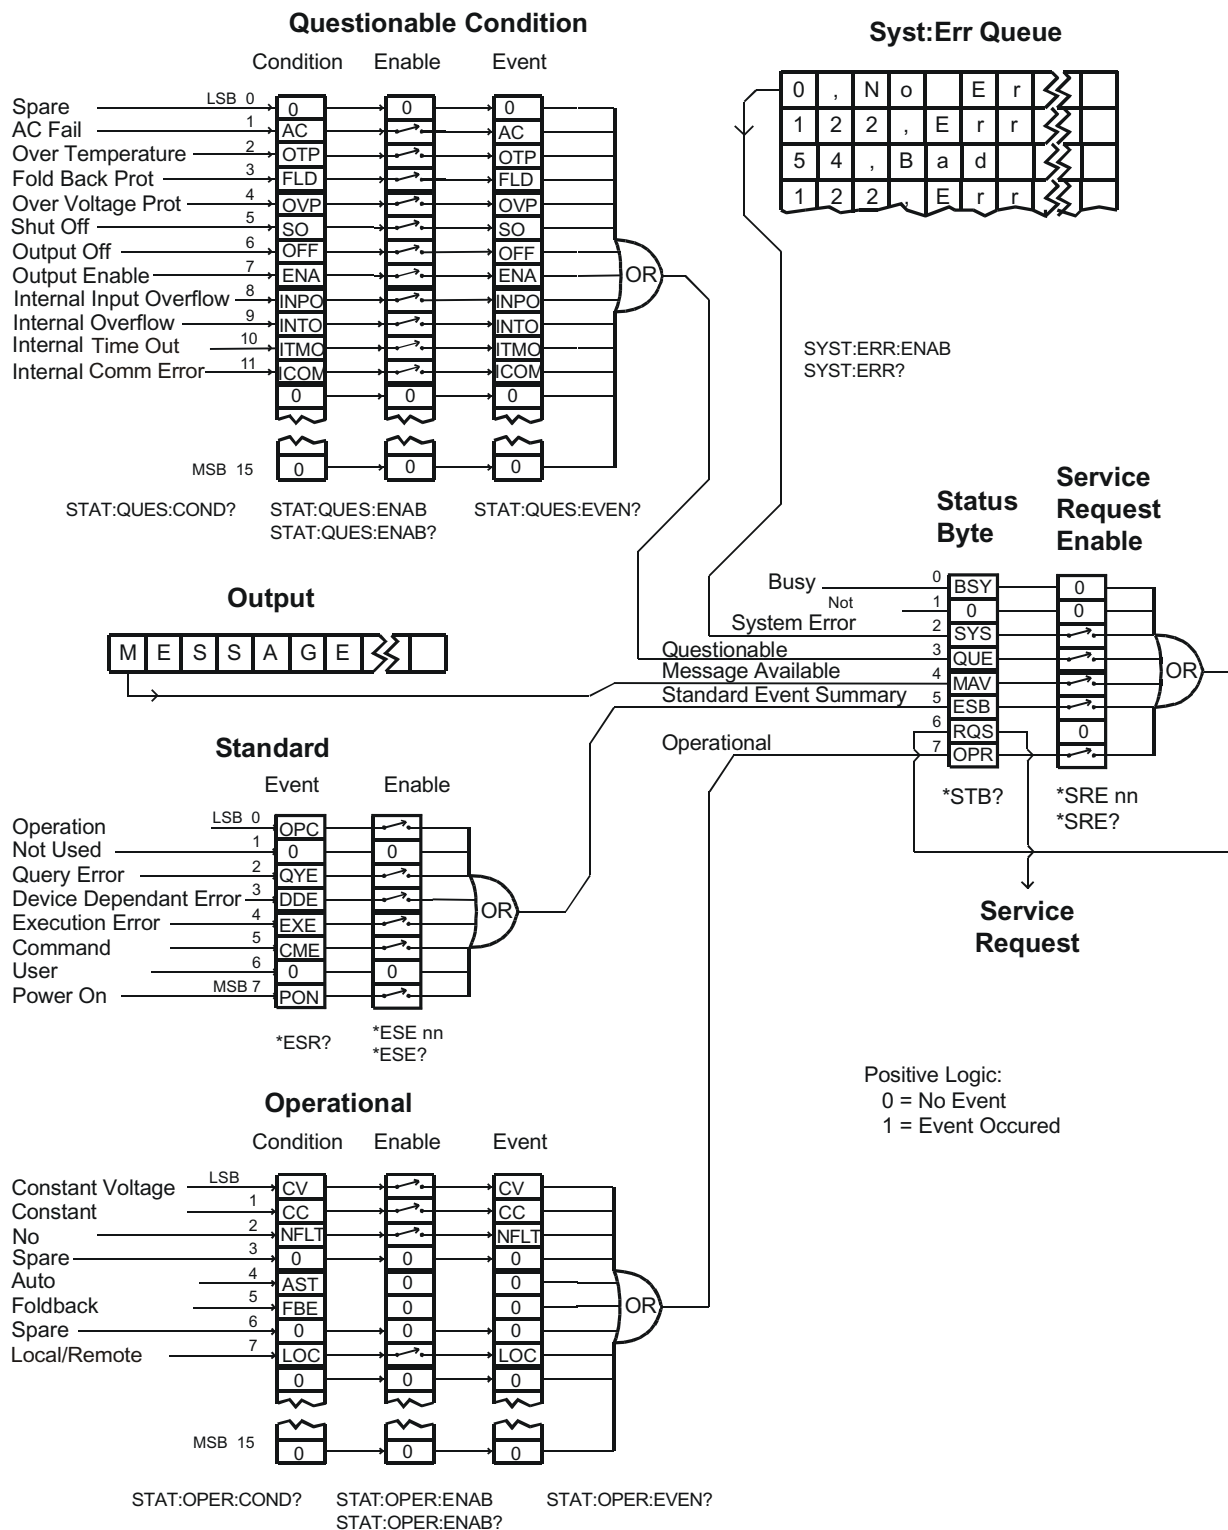 Questionable Condition
Condition Enable Event
Spare LSB 0 0 0 0
AC Fail 1 AC AC
Over Temperature 2 OTP OTP
Fold Back Prot 3 FLD FLD
Over Voltage Prot 4 OVP OVP
Shut Off 5 SO SO
Output Off 6 OFF OFF
Output Enable 7 ENA ENA
Internal Input Overflow 8 INPO INPO
Internal Overflow 9 INTO INTO
Internal Time Out 10 ITMO ITMO
Internal Comm Error 11 ICOM ICOM
0 0 0
MSB 15 0 0 0
OR
STAT:QUES:COND? STAT:QUES:ENAB STAT:QUES:EVEN?
STAT:QUES:ENAB?
Syst:Err Queue
0 , N o E r
1 2 2 , E r r
5 4 , B a d
1 2 2 , E r r
SYST:ERR:ENAB
SYST:ERR?
Output
M E S S A G E
Status
Byte
Service
Request
Enable
Busy 0 BSY 0
Not 1 0 0
System Error 2 SYS
Questionable 3 QUE
Message Available 4 MAV
Standard Event Summary 5 ESB
6 RQS 0
Operational 7 OPR
OR
*STB? *SRE nn
*SRE?
Service
Request
Standard
Event Enable
Operation LSB 0 OPC
Not Used 1 0 0
Query Error 2 QYE
Device Dependant Error 3 DDE
Execution Error 4 EXE
Command 5 CME
User 6 0 0
Power On MSB 7 PON
OR
*ESR? *ESE nn
*ESE?
Positive Logic:
0 = No Event
1 = Event Occured
Operational
Condition Enable Event
Constant Voltage LSB CV CV
Constant 1 CC CC
No 2 NFLT NFLT
Spare 3 0 0 0
Auto 4 AST 0 0
Foldback 5 FBE 0 0
Spare 6 0 0 0
Local/Remote 7 LOC LOC
0 0 0
MSB 15 0 0 0
OR
STAT:OPER:COND? STAT:OPER:ENAB STAT:OPER:EVEN?
STAT:OPER:ENAB?